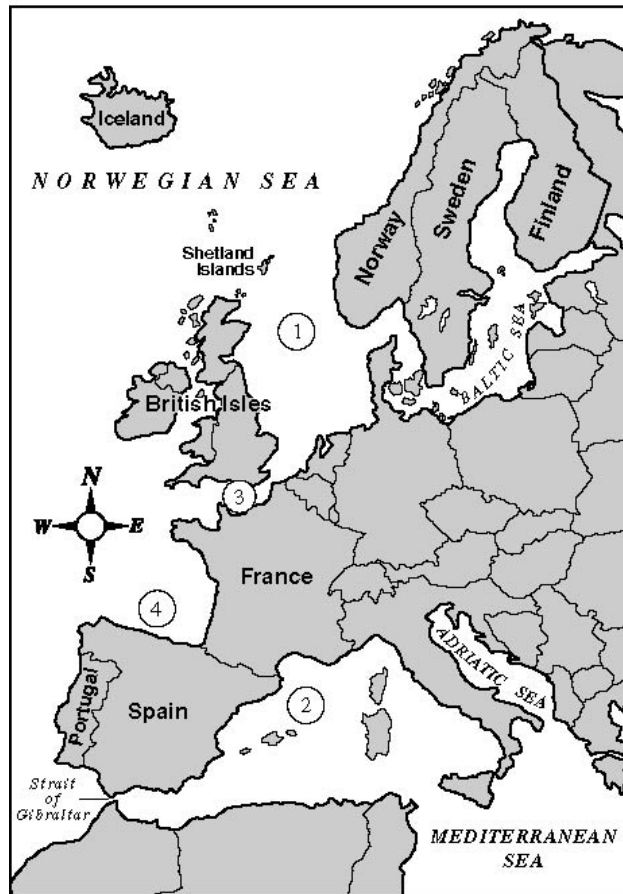 Iceland
NORWEGIAN SEA
Shetland
Islands
Norway
Sweden
Finland
1
BALTIC SEA
British Isles
3
N
W
E
S
France
4
ADRIATIC SEA
Portugal
Spain
2
Strait
of
Gibraltar
MEDITERRANEAN
SEA